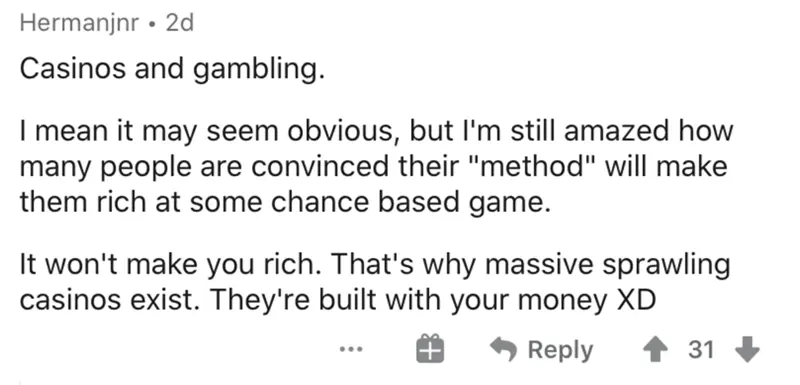 Hermanjnr • 2d
Casinos and gambling.
I mean it may seem obvious, but I'm still amazed how
many people are convinced their "method" will make
them rich at some chance based game.
It won't make you rich. That's why massive sprawling
casinos exist. They're built with your money XD
... Reply 31